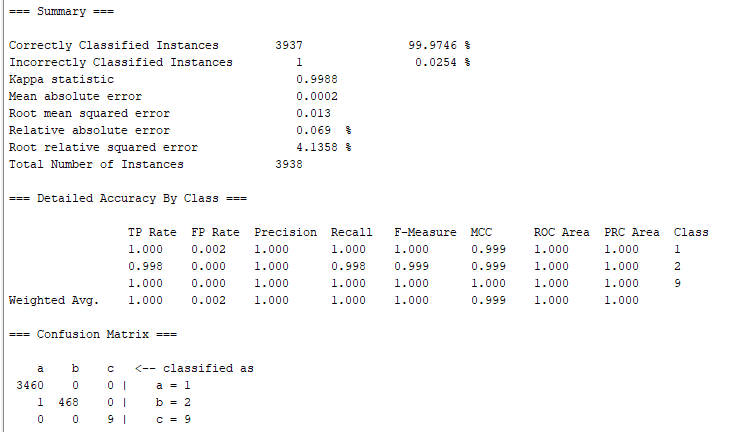 === Summary ===
Correctly Classified Instances 3937 99.9746 %
Incorrectly Classified Instances 1 0.0254 %
Kappa statistic 0.9988
Mean absolute error 0.0002
Root mean squared error 0.013
Relative absolute error 0.069 %
Root relative squared error 4.1358 %
Total Number of Instances 3938
=== Detailed Accuracy By Class ===
TP Rate FP Rate Precision Recall F-Measure MCC ROC Area PRC Area Class
1.000 0.002 1.000 1.000 1.000 0.999 1.000 1.000 1
0.998 0.000 1.000 0.998 0.999 0.999 1.000 1.000 2
1.000 0.000 1.000 1.000 1.000 1.000 1.000 1.000 9
Weighted Avg. 1.000 0.002 1.000 1.000 1.000 0.999 1.000 1.000
=== Confusion Matrix ===
a b c <-- classified as
3460 0 0 | a = 1
1 468 0 | b = 2
0 0 9 | c = 9